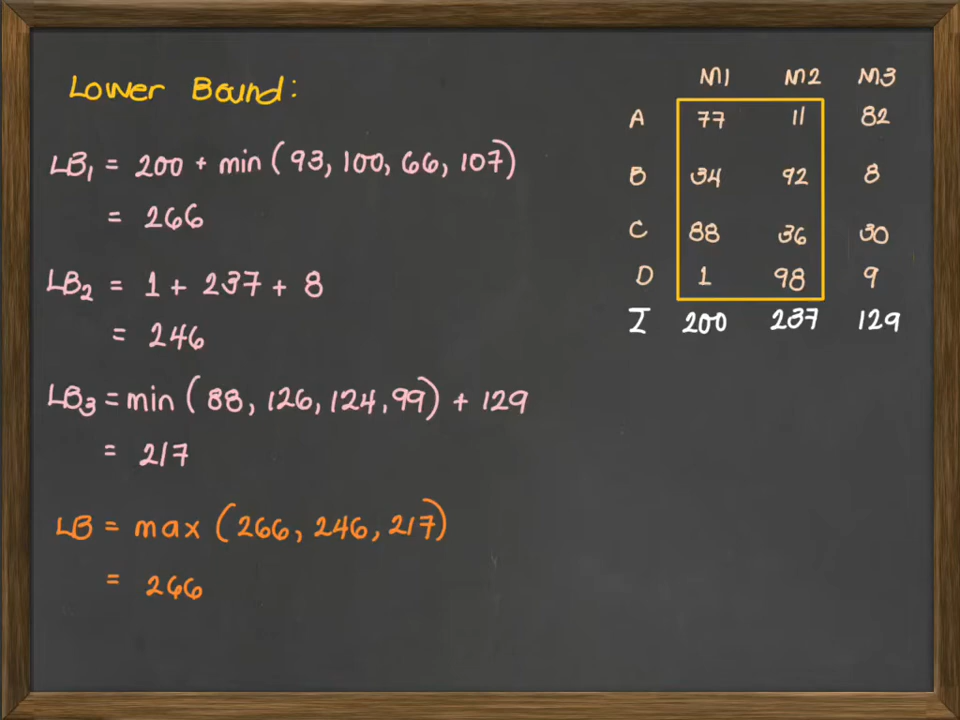 Lower Bound:
LB₁ = 200 + min (93, 100, 66, 107)
= 266
LB₂ = 1 + 237 + 8
= 246
LB₃ = min (88, 126, 124, 99) + 129
= 217
LB = max (266, 246, 217)
= 266
M1 M2 M3
A 77 11 82
B 34 92 8
C 88 36 30
D 1 98 9
Σ 200 237 129